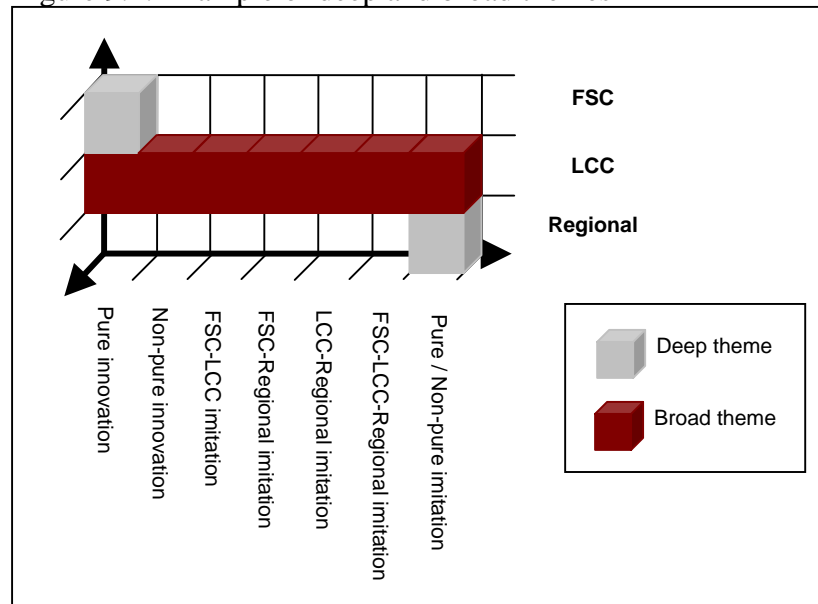 FSC
LCC
Regional
Pure innovation
Non-pure innovation
FSC-LCC imitation
FSC-Regional imitation
LCC-Regional imitation
FSC-LCC-Regional imitation
Pure / Non-pure imitation
Deep theme
Broad theme